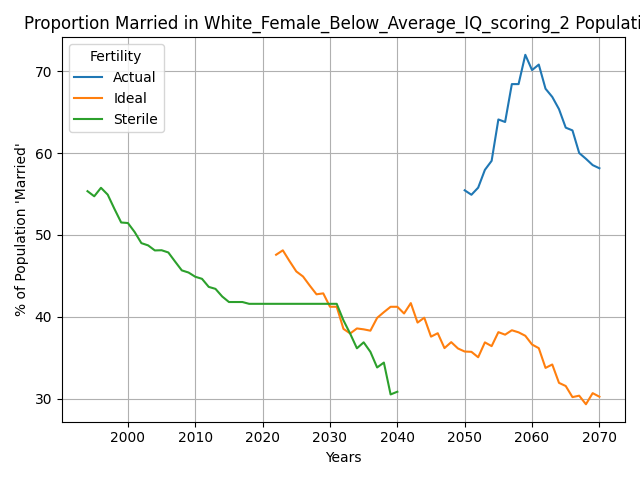 Proportion Married in White_Female_Below_Average_IQ_scoring_2 Populati
Fertility
Actual
Ideal
Sterile
% of Population 'Married'
70
60
50
40
30
2000 2010 2020 2030 2040 2050 2060 2070
Years